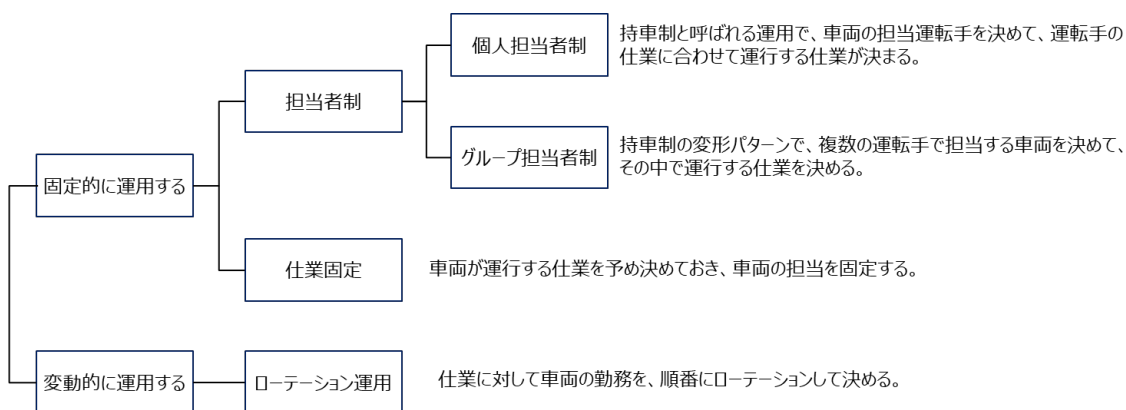 個人担当者制
持車制と呼ばれる運用で、車両の担当運転手を決めて、運転手の
仕業に合わせて運行する仕業が決まる。
担当者制
グループ担当者制
持車制の変形パターンで、複数の運転手で担当する車両を決めて、
その中で運行する仕業を決める。
固定的に運用する
仕業固定
車両が運行する仕業を予め決めておき、車両の担当を固定する。
変動的に運用する
ローテーション運用
仕業に対して車両の勤務を、順番にローテーションして決める。